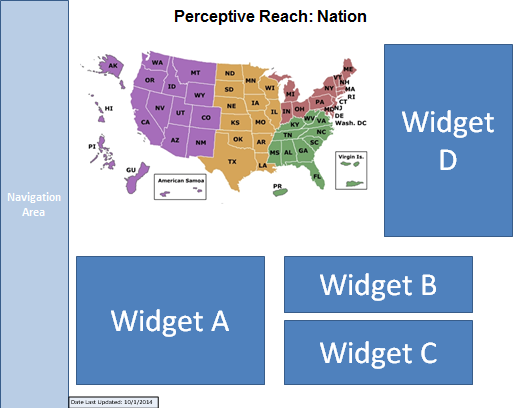 Perceptive Reach: Nation
AK
WA
MT
ND
MN
ME
OR
ID
SD
WI
VT
NH
WY
MI
NY
MA
RI
HI
NV
UT
NE
IA
PA
CT
NJ
CA
CO
IL
IN
OH
MD
DE
KS
MO
WV
VA
Wash. DC
KY
PI
AZ
NM
OK
AR
TN
NC
SC
TX
MS
AL
GA
Virgin Is.
LA
GU
American Samoa
FL
PR
Widget
D
Navigation
Area
Widget A
Widget B
Widget C
Date Last Updated: 10/1/2014